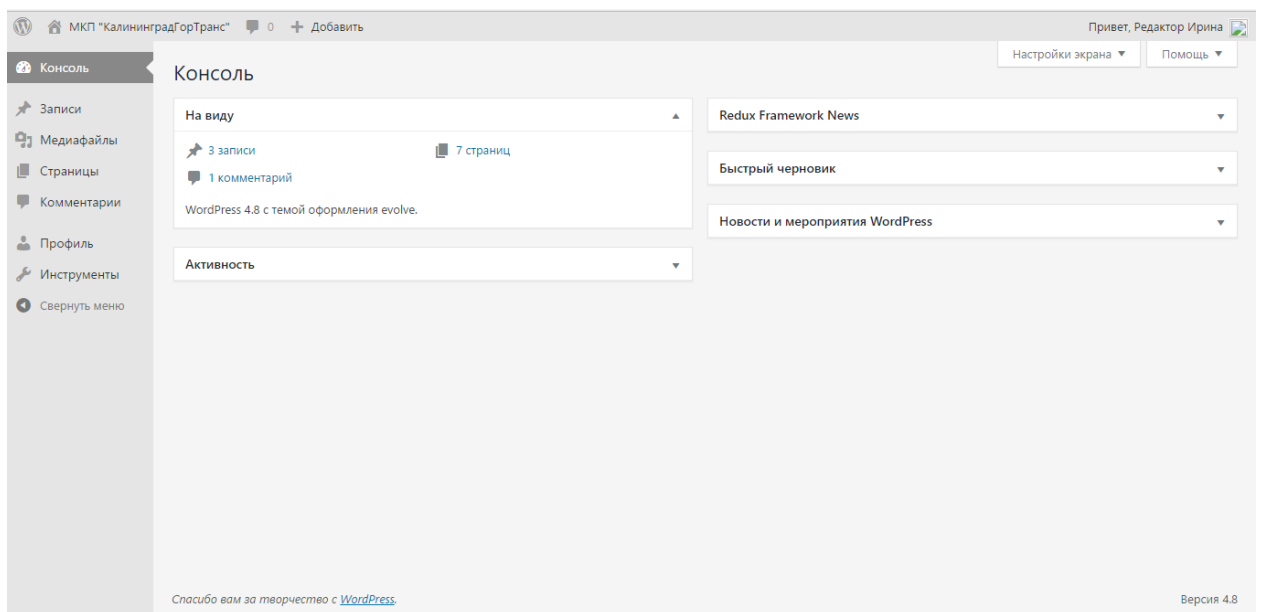 МКП "КалининградГорТранс" 0 Добавить Привет, Редактор Ирина
Настройки экрана Помощь
Консоль
Записи
Медиафайлы
Страницы
Комментарии
Профиль
Инструменты
Свернуть меню
Консоль
На виду
3 записи 7 страниц
1 комментарий
WordPress 4.8 с темой оформления evolve.
Активность
Redux Framework News
Быстрый черновик
Новости и мероприятия WordPress
Спасибо вам за творчество с WordPress. Версия 4.8